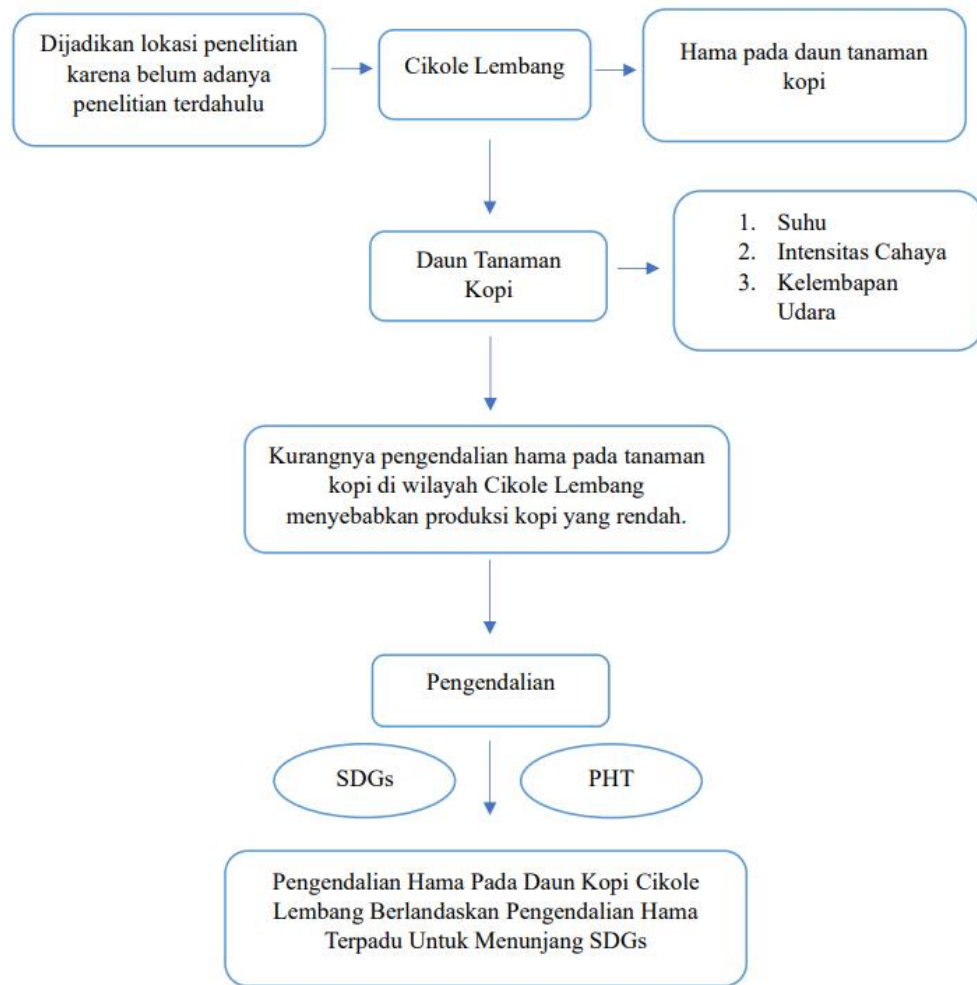 Dijadikan lokasi penelitian
karena belum adanya
penelitian terdahulu
Cikole Lembang
Hama pada daun tanaman
kopi
Daun Tanaman
Kopi
1. Suhu
2. Intensitas Cahaya
3. Kelembapan
Udara
Kurangnya pengendalian hama pada tanaman
kopi di wilayah Cikole Lembang
menyebabkan produksi kopi yang rendah.
Pengendalian
SDGs
PHT
Pengendalian Hama Pada Daun Kopi Cikole
Lembang Berlandaskan Pengendalian Hama
Terpadu Untuk Menunjang SDGs